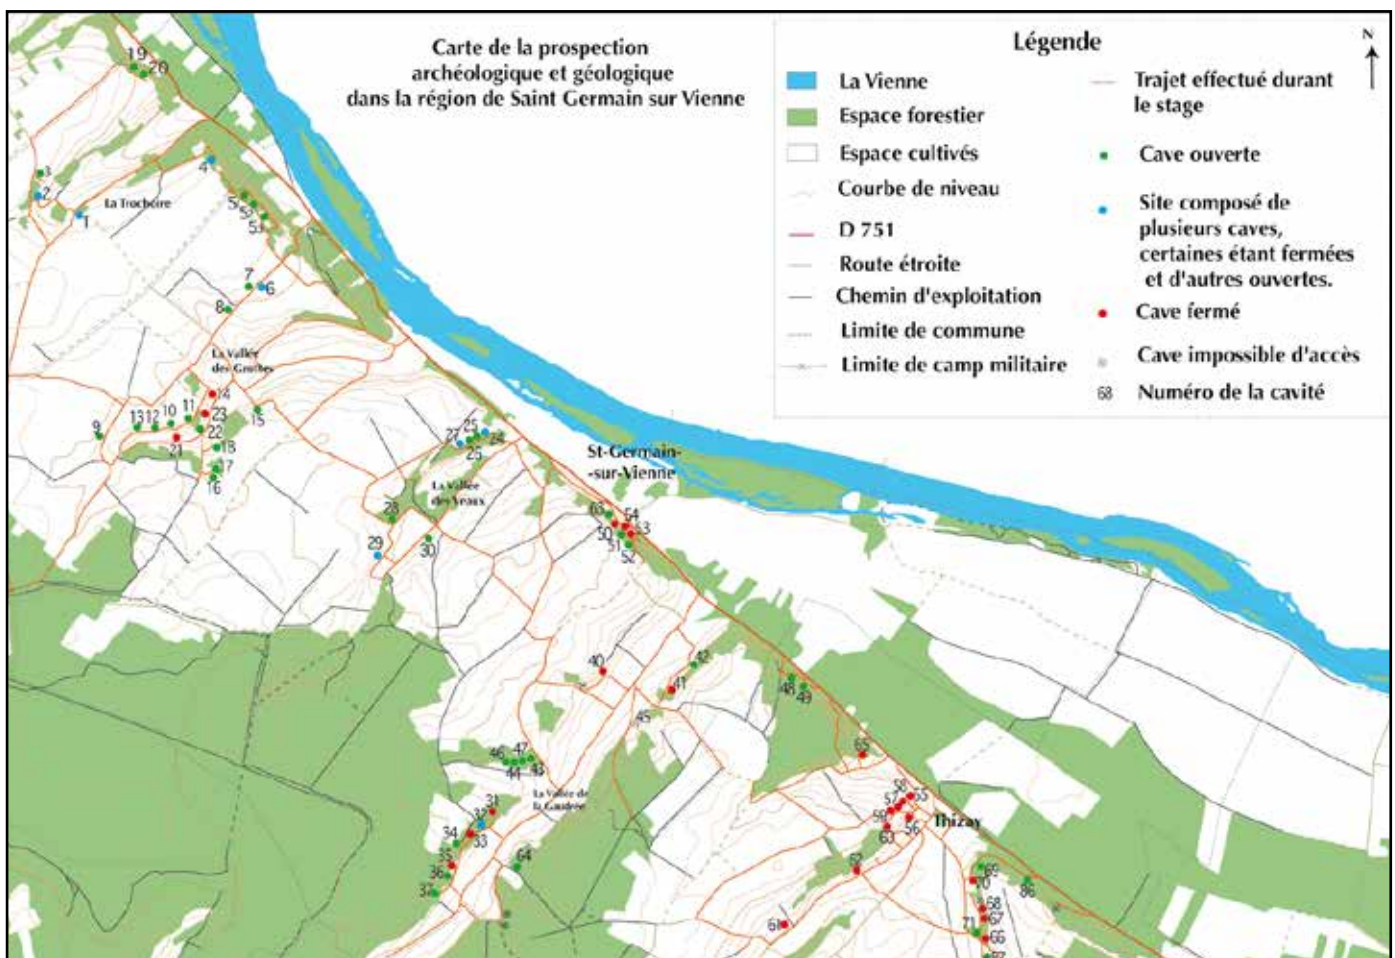 Carte de la prospection
archéologique et géologique
dans la région de Saint Germain sur Vienne
Légende
N
La Vienne
Espace forestier
Espace cultivés
Courbe de niveau
D 751
Route étroite
Chemin d'exploitation
Limite de commune
Limite de camp militaire
Trajet effectué durant
le stage
Cave ouverte
Site composé de
plusieurs caves,
certaines étant fermées
et d'autres ouvertes.
Cave fermé
Cave impossible d'accès
68 Numéro de la cavité
19
20
3
2
1
La Trochoire
4
7
6
8
La Vallée
des Grottes
14
23
15
9
13
12
10
11
22
21
18
17
16
27
25
24
26
St-Germain-
-sur-Vienne
La Vallée
des Veaux
28
29
30
54
53
50
51
52
40
42
41
45
48
49
46
47
44
43
La Vallée de
la Gaudrée
31
32
33
34
35
36
37
64
65
58
57
55
56
63
Thizay
62
61
69
70
86
68
67
71
66